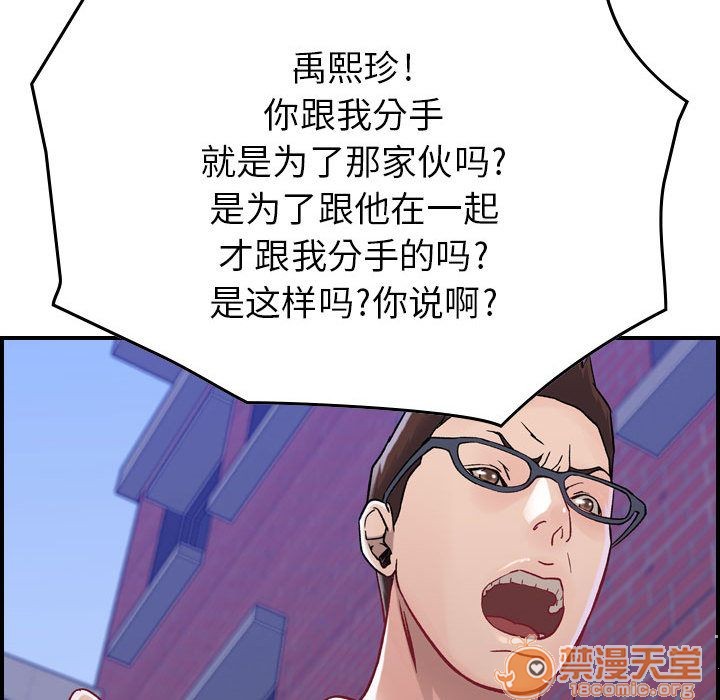 禹熙珍!
你跟我分手
就是为了那家伙吗?
是为了跟他在一起
才跟我分手的吗?
是这样吗?你说啊?
禁漫天堂
18comic.org